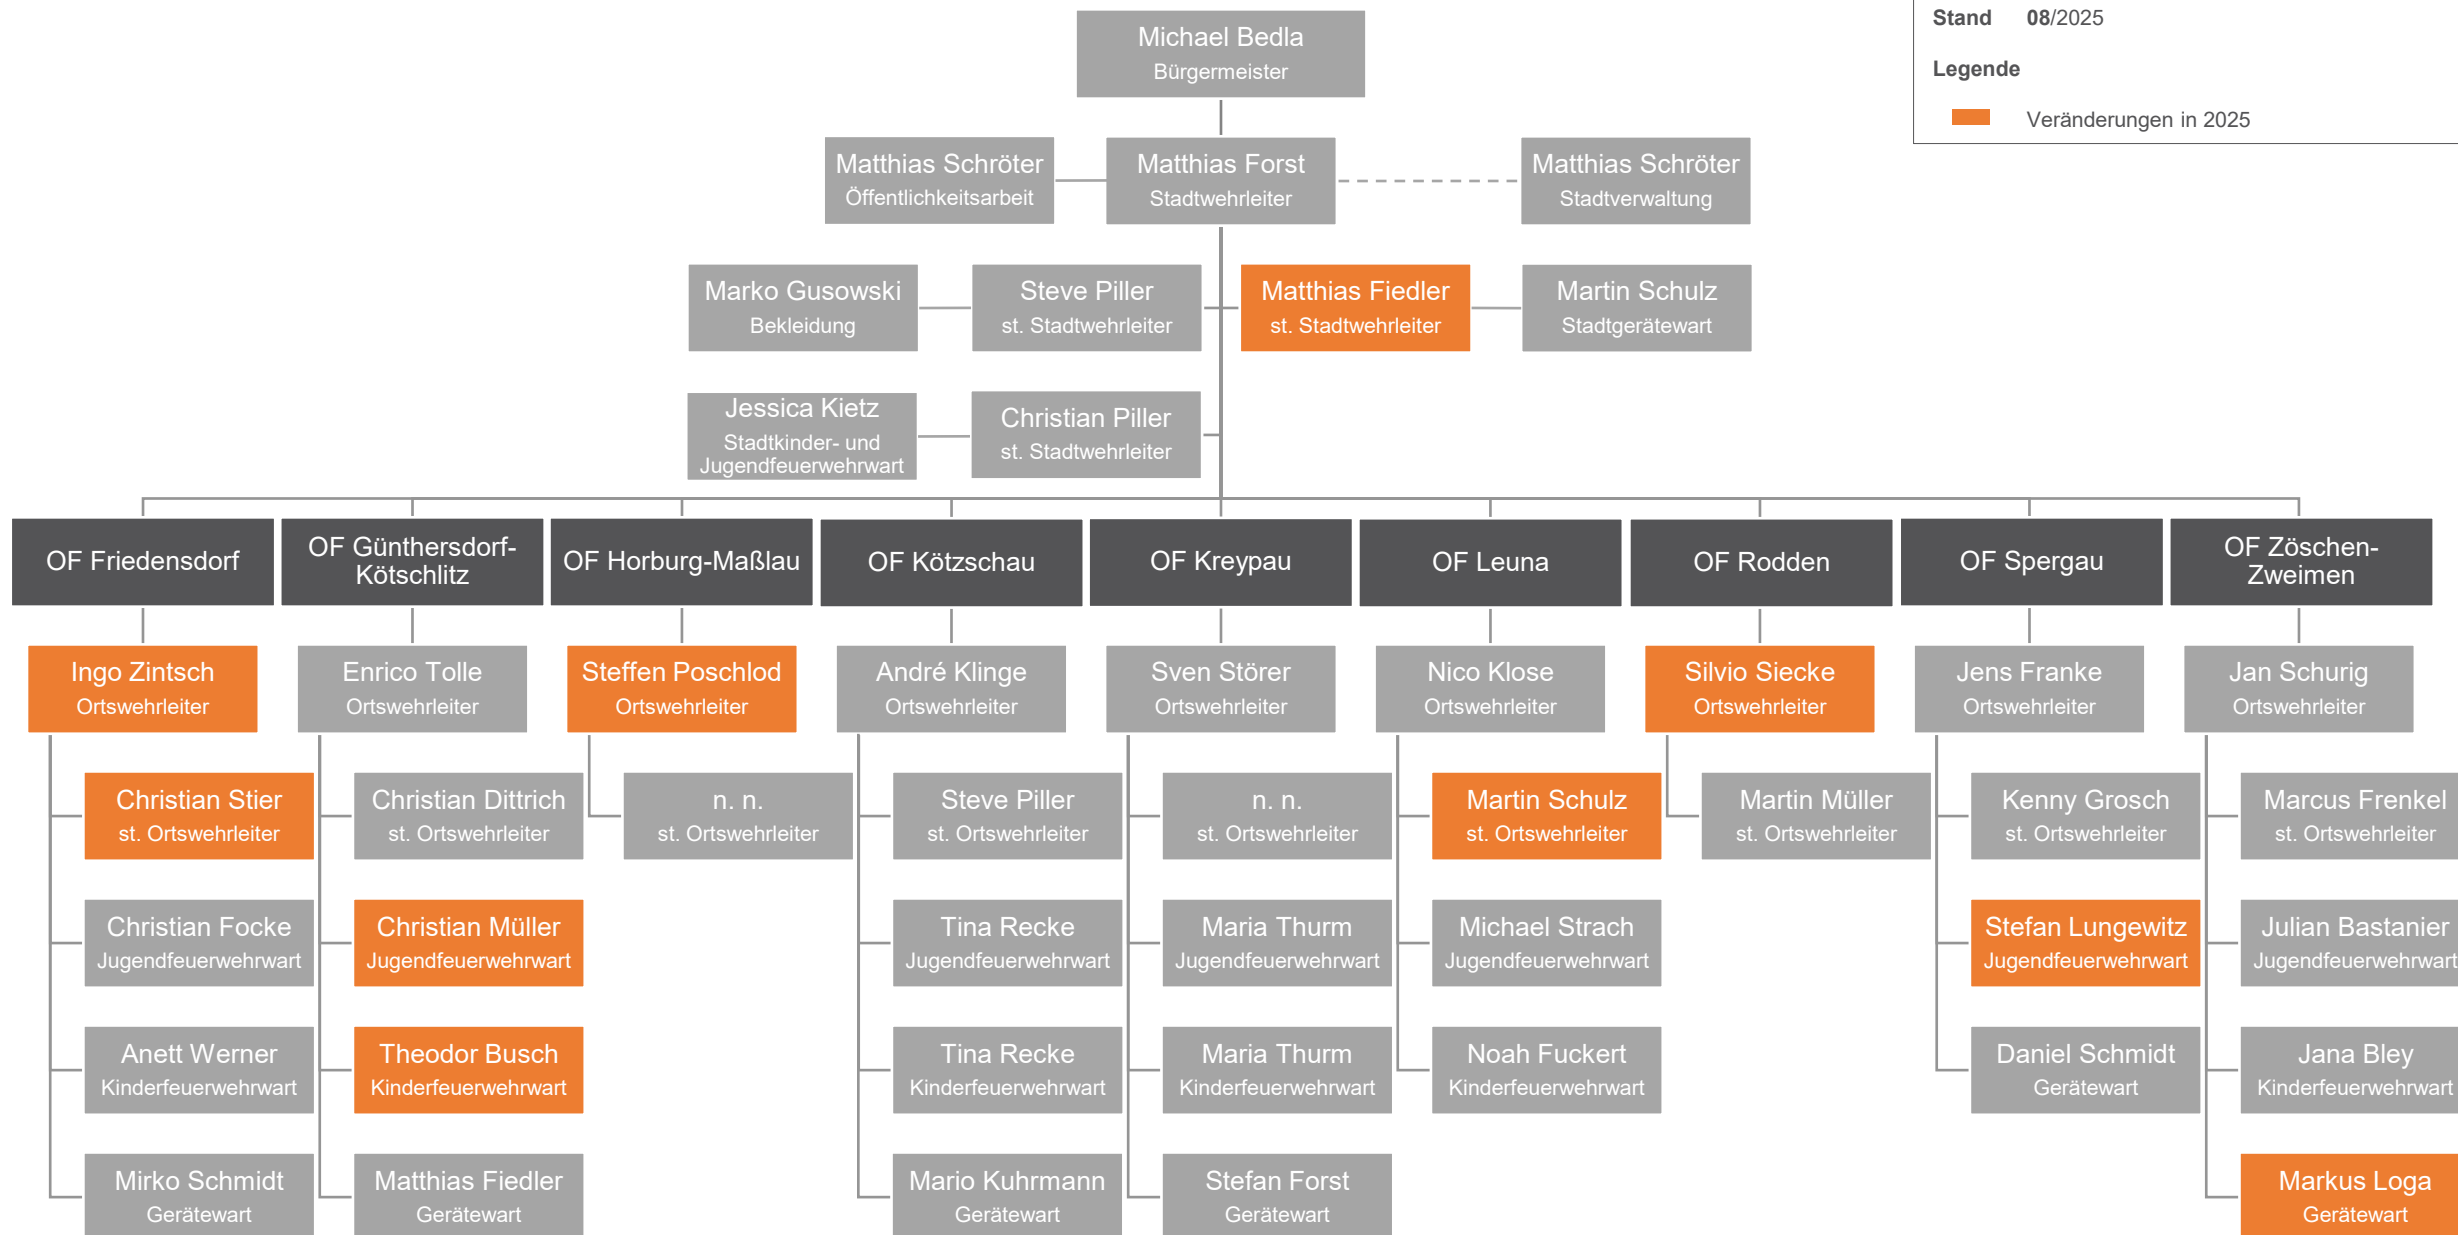 Stand 08/2025
Legende
Veränderungen in 2025
Michael Bedla
Bürgermeister
Matthias Schröter
Öffentlichkeitsarbeit
Matthias Forst
Stadtwehrleiter
Matthias Schröter
Stadtverwaltung
Marko Gusowski
Bekleidung
Steve Piller
st. Stadtwehrleiter
Matthias Fiedler
st. Stadtwehrleiter
Martin Schulz
Stadtgerätewart
Jessica Kietz
Stadtkinder- und
Jugendfeuerwehrwart
Christian Piller
st. Stadtwehrleiter
OF Friedensdorf
Ingo Zintsch
Ortswehrleiter
Christian Stier
st. Ortswehrleiter
Christian Focke
Jugendfeuerwehrwart
Anett Werner
Kinderfeuerwehrwart
Mirko Schmidt
Gerätewart
OF Günthersdorf-
Kötschlitz
Enrico Tolle
Ortswehrleiter
Christian Dittrich
st. Ortswehrleiter
Christian Müller
Jugendfeuerwehrwart
Theodor Busch
Kinderfeuerwehrwart
Matthias Fiedler
Gerätewart
OF Horburg-Maßlau
Steffen Poschlod
Ortswehrleiter
n. n.
st. Ortswehrleiter
OF Kötzschau
André Klinge
Ortswehrleiter
Steve Piller
st. Ortswehrleiter
Tina Recke
Jugendfeuerwehrwart
Tina Recke
Kinderfeuerwehrwart
Mario Kuhrmann
Gerätewart
OF Kreypau
Sven Störer
Ortswehrleiter
n. n.
st. Ortswehrleiter
Maria Thurm
Jugendfeuerwehrwart
Maria Thurm
Kinderfeuerwehrwart
Stefan Forst
Gerätewart
OF Leuna
Nico Klose
Ortswehrleiter
Martin Schulz
st. Ortswehrleiter
Michael Strach
Jugendfeuerwehrwart
Noah Fuckert
Kinderfeuerwehrwart
OF Rodden
Silvio Siecke
Ortswehrleiter
Martin Müller
st. Ortswehrleiter
OF Spergau
Jens Franke
Ortswehrleiter
Kenny Grosch
st. Ortswehrleiter
Stefan Lungewitz
Jugendfeuerwehrwart
Daniel Schmidt
Gerätewart
OF Zöschen-
Zweimen
Jan Schurig
Ortswehrleiter
Marcus Frenkel
st. Ortswehrleiter
Julian Bastanier
Jugendfeuerwehrwart
Jana Bley
Kinderfeuerwehrwart
Markus Loga
Gerätewart